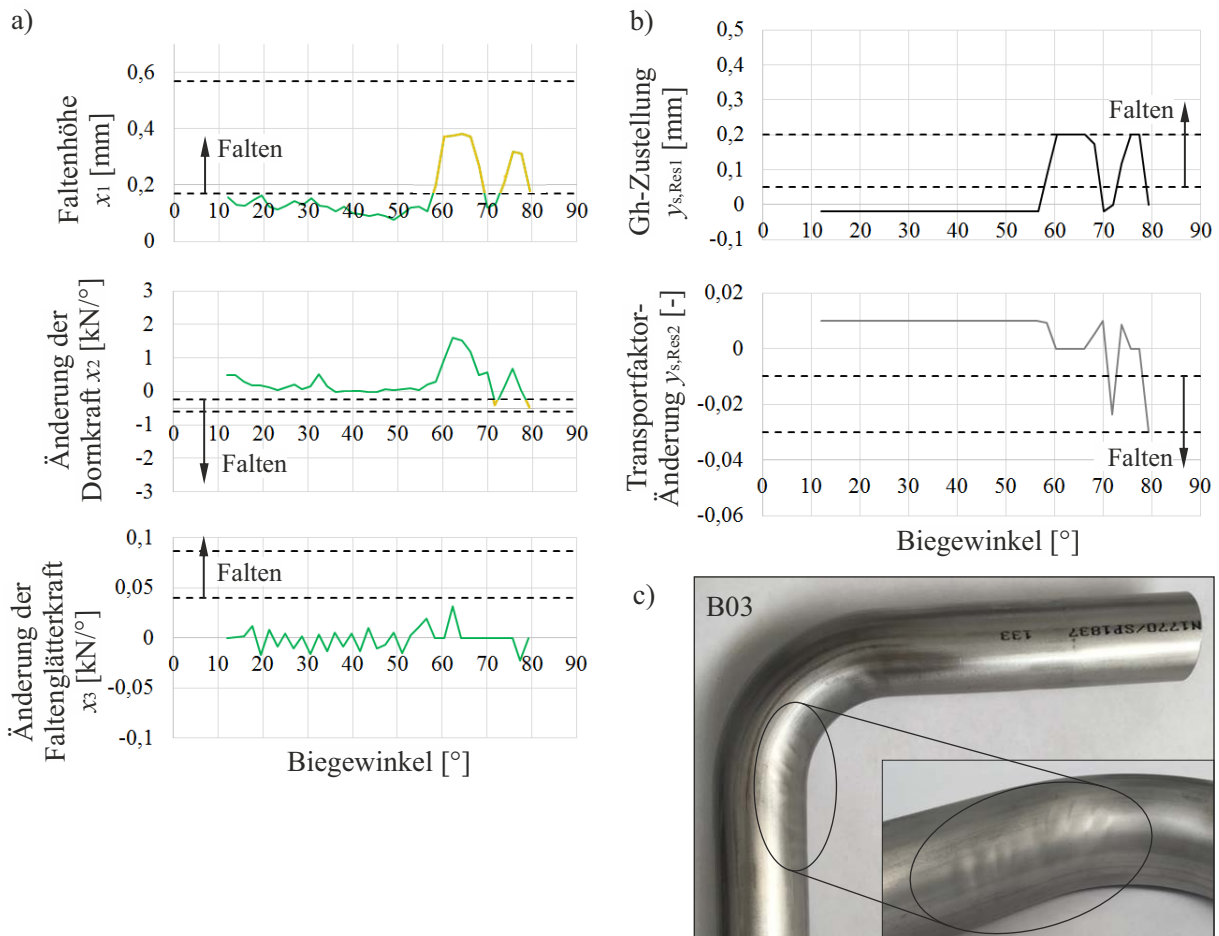 a)
Faltenhöhe
x1 [mm]
0,6
0,4
0,2
0
Falten
0 10 20 30 40 50 60 70 80 90
Änderung der
Dornkraft x2 [kN/°]
3
2
1
0
-1
-2
-3
Falten
0 10 20 30 40 50 60 70 80 90
Änderung der
Faltenglätterkraft
x3 [kN/°]
0,1
0,05
0
-0,05
-0,1
Falten
0 10 20 30 40 50 60 70 80 90
Biegewinkel [°]
b)
Gh-Zustellung
ys,Res1 [mm]
0,5
0,4
0,3
0,2
0,1
0
-0,1
Falten
0 10 20 30 40 50 60 70 80 90
Transportfaktor-
Änderung ys,Res2 [-]
0,02
0
-0,02
-0,04
-0,06
Falten
0 10 20 30 40 50 60 70 80 90
Biegewinkel [°]
c)
B03
N1770/SP1837 133